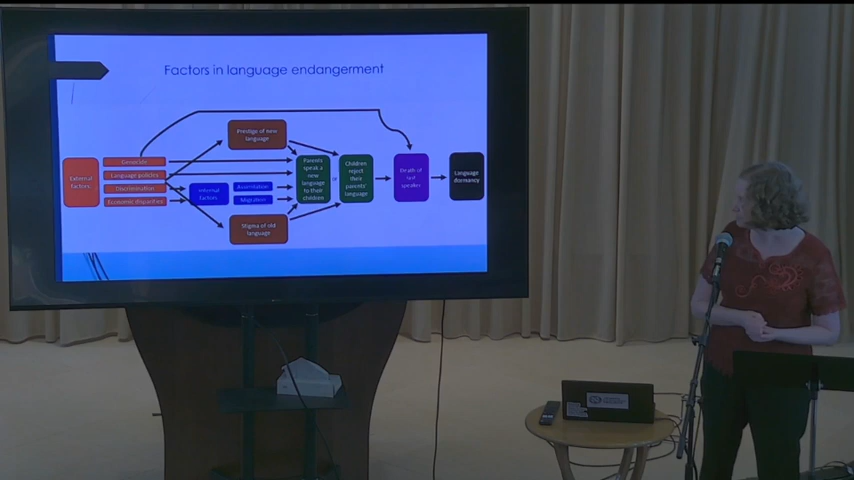 Factors in language endangerment
Prestige of new
language
External
factors
Genocide
Language policies
Discrimination
Economic disparities
Internal
factors
Assimilation
Migration
Parents
speak a
new
language
to their
children
or
Children
reject
their
parents'
language
Death of
last
speaker
Language
dormancy
Stigma of old
language